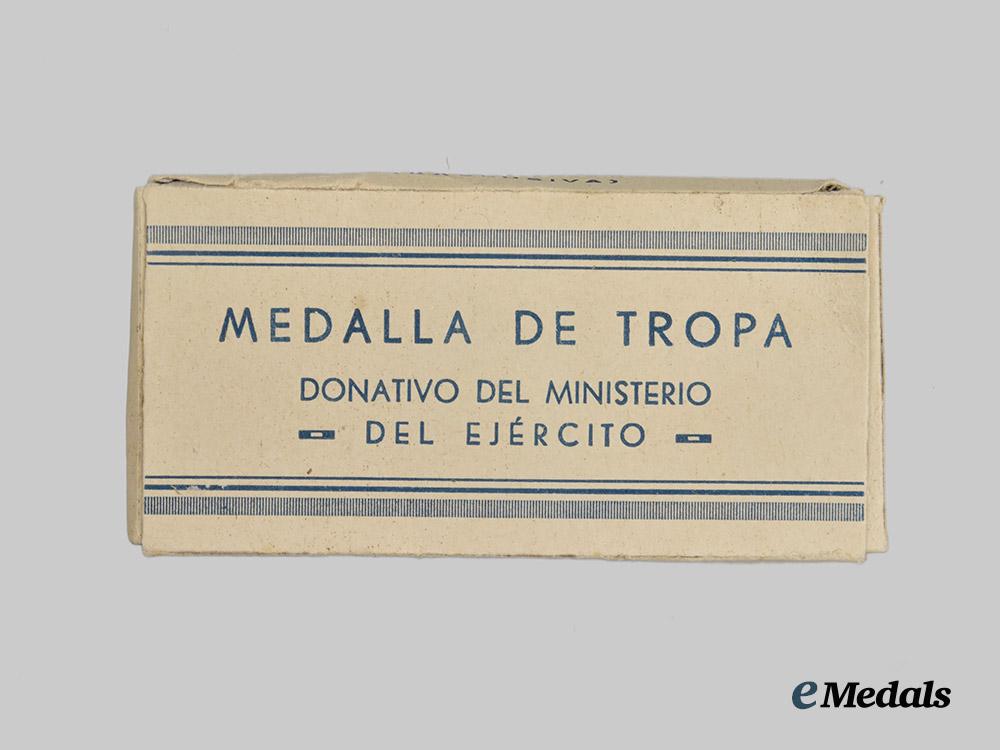 MEDALLA DE TROPA
DONATIVO DEL MINISTERIO
DEL EJÉRCITO
eMedals